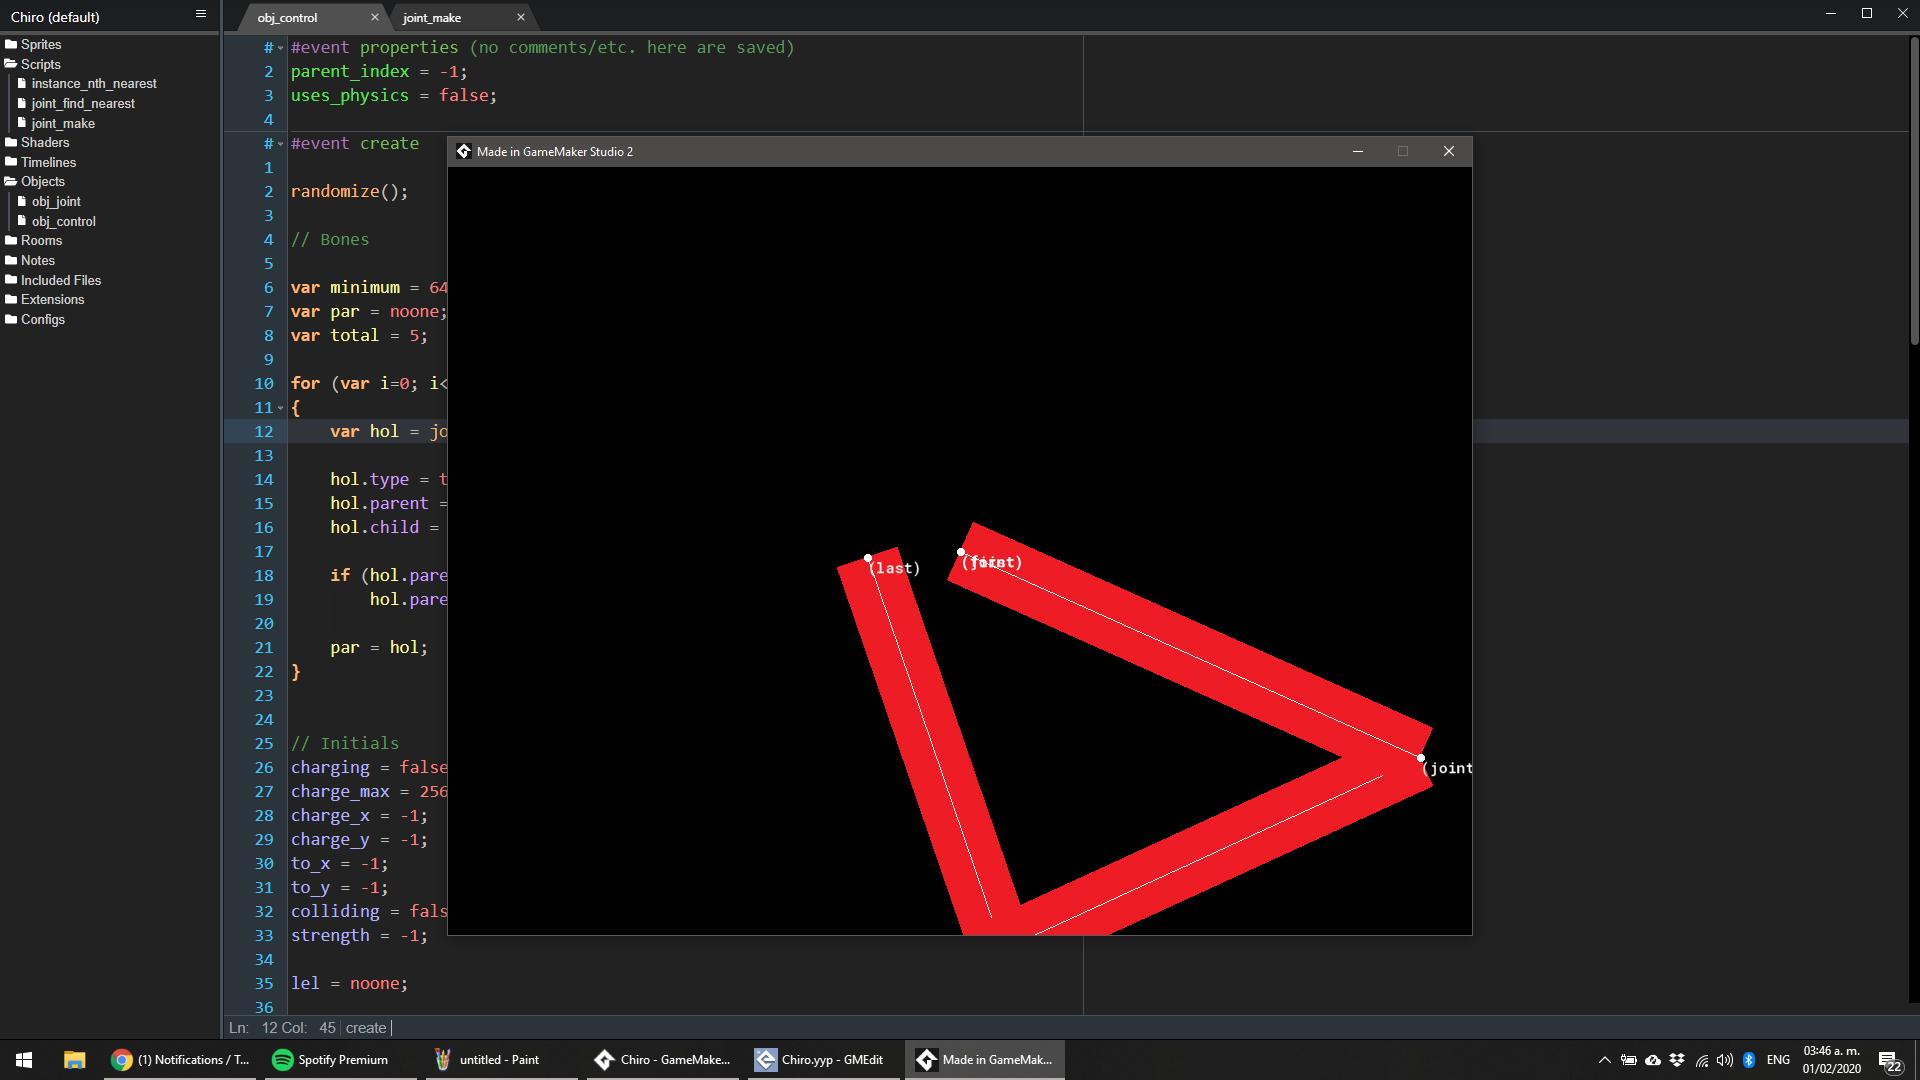 Chiro (default)
obj_control
joint_make
Sprites
Scripts
instance_nth_nearest
joint_find_nearest
joint_make
Shaders
Timelines
Objects
obj_joint
obj_control
Rooms
Notes
Included Files
Extensions
Configs
# #event properties (no comments/etc. here are saved)
2 parent_index = -1;
3 uses_physics = false;
4
# #event create
1
2 randomize();
3
4 // Bones
5
6 var minimum = 64
7 var par = noone;
8 var total = 5;
9
10 for (var i=0; i<
11 {
12 var hol = jo
13
14 hol.type = t
15 hol.parent =
16 hol.child =
17
18 if (hol.pare
19 hol.pare
20
21 par = hol;
22 }
23
24
25 // Initials
26 charging = false
27 charge_max = 256
28 charge_x = -1;
29 charge_y = -1;
30 to_x = -1;
31 to_y = -1;
32 colliding = fals
33 strength = -1;
34
35 lel = noone;
36
Made in GameMaker Studio 2
(last)
(joint
Ln: 12 Col: 45 create
(1) Notifications / T...
Spotify Premium
untitled - Paint
Chiro - GameMake...
Chiro.yyp - GMEdit
Made in GameMak...
ENG
03:46 a. m.
01/02/2020
22